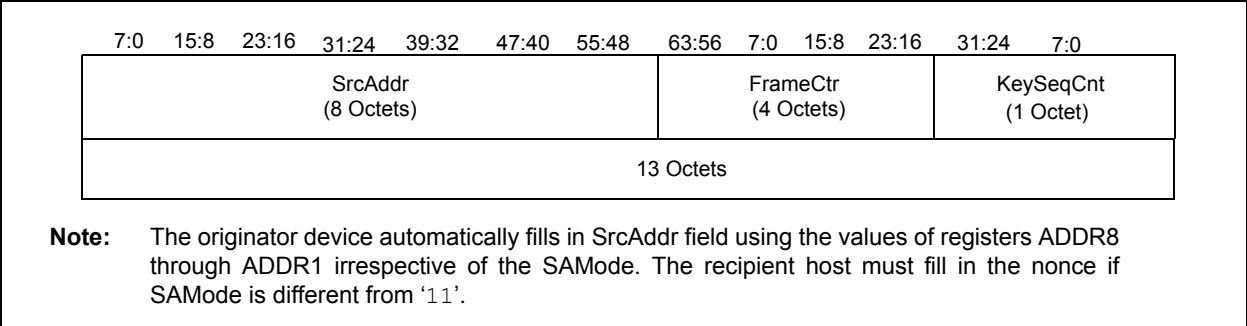 7:0 15:8 23:16 31:24 39:32 47:40 55:48 63:56 7:0 15:8 23:16 31:24 7:0
SrcAddr FrameCtr KeySeqCnt
(8 Octets) (4 Octets) (1 Octet)
13 Octets
Note: The originator device automatically fills in SrcAddr field using the values of registers ADDR8
through ADDR1 irrespective of the SAMode. The recipient host must fill in the nonce if
SAMode is different from ‘11’.